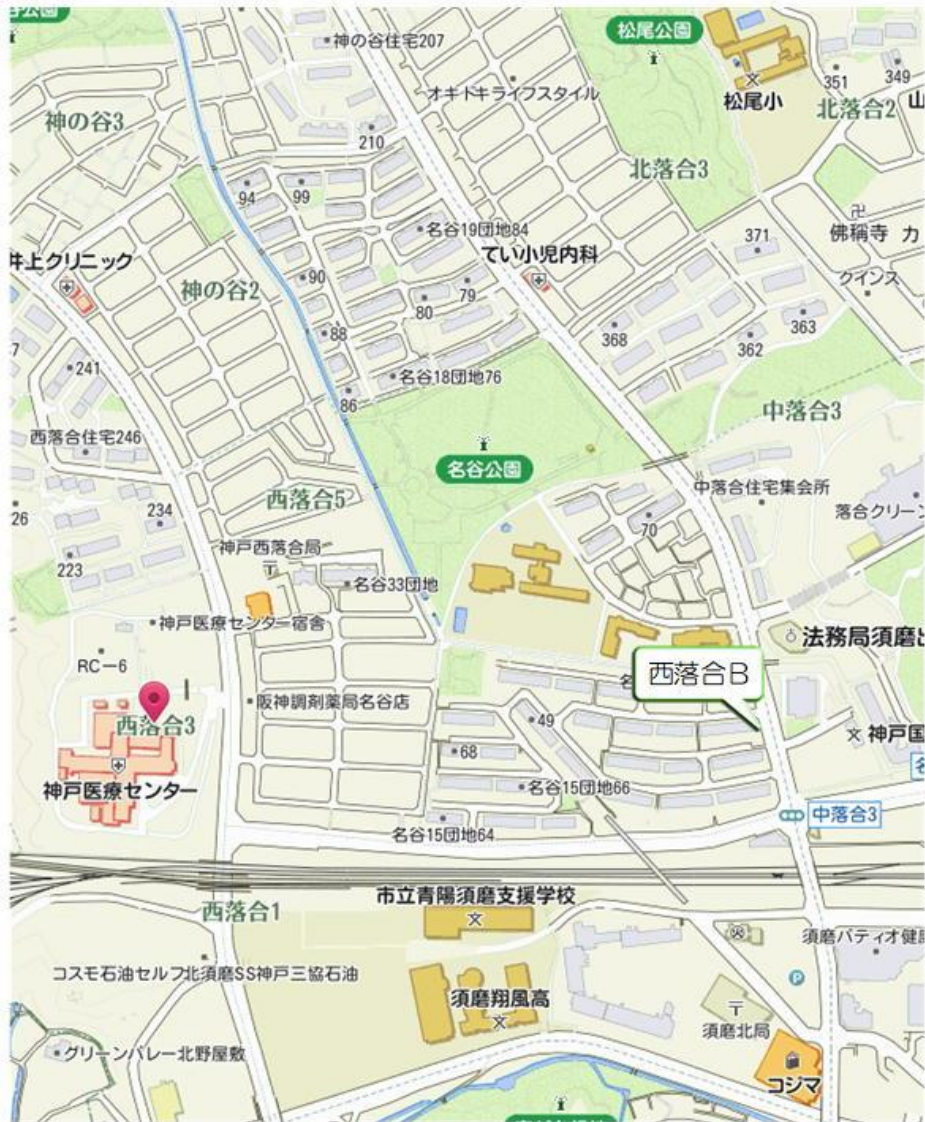 神の谷住宅207
松尾公園
349
351
オキトキライフスタイル
松尾小
北落合2
山
神の谷3
210
北落合3
94
99
佛稱寺
カ
名谷19団地84
371
井上クリニック
てい小児内科
クインス
神の谷2
90
79
80
363
88
368
362
241
名谷18団地76
86
中落合3
西落合住宅246
名谷公園
中落合住宅集会所
西落合5
落合クリーン
234
26
70
神戸西落合局
223
名谷33団地
神戸医療センター宿舎
法務局須磨出
RC-6
西落合B
阪神調剤薬局名谷店
49
西落合3
神戸国
68
神戸医療センター
名谷15団地66
中落合3
名谷15団地64
市立青陽須磨支援学校
西落合1
須磨パティオ健康
コスモ石油セルフ北須磨SS神戸三協石油
P
須磨翔風高
須磨北局
グリーンバレー北野屋敷
コジマ